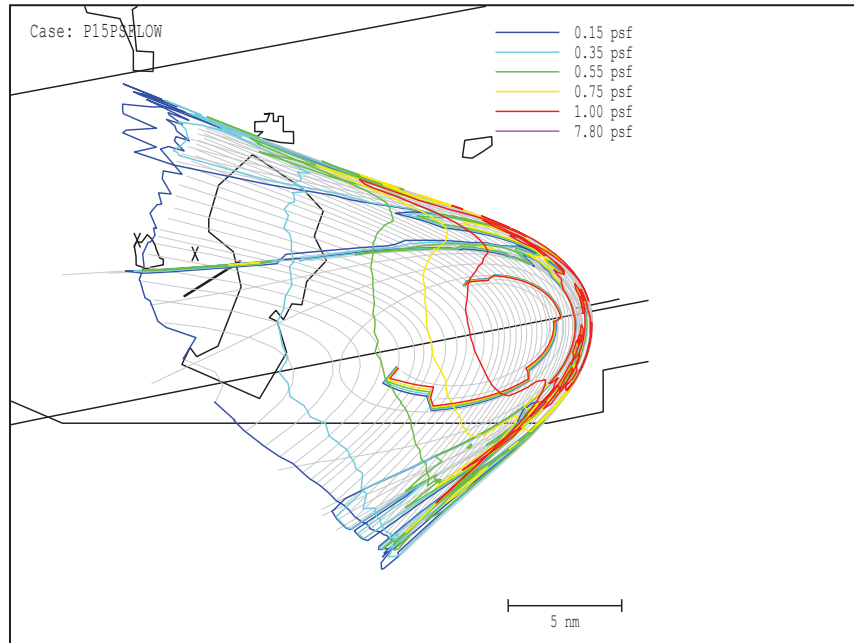 Case: P15PSFLOW
0.15 psf
0.35 psf
0.55 psf
0.75 psf
1.00 psf
7.80 psf
X
X
5 nm